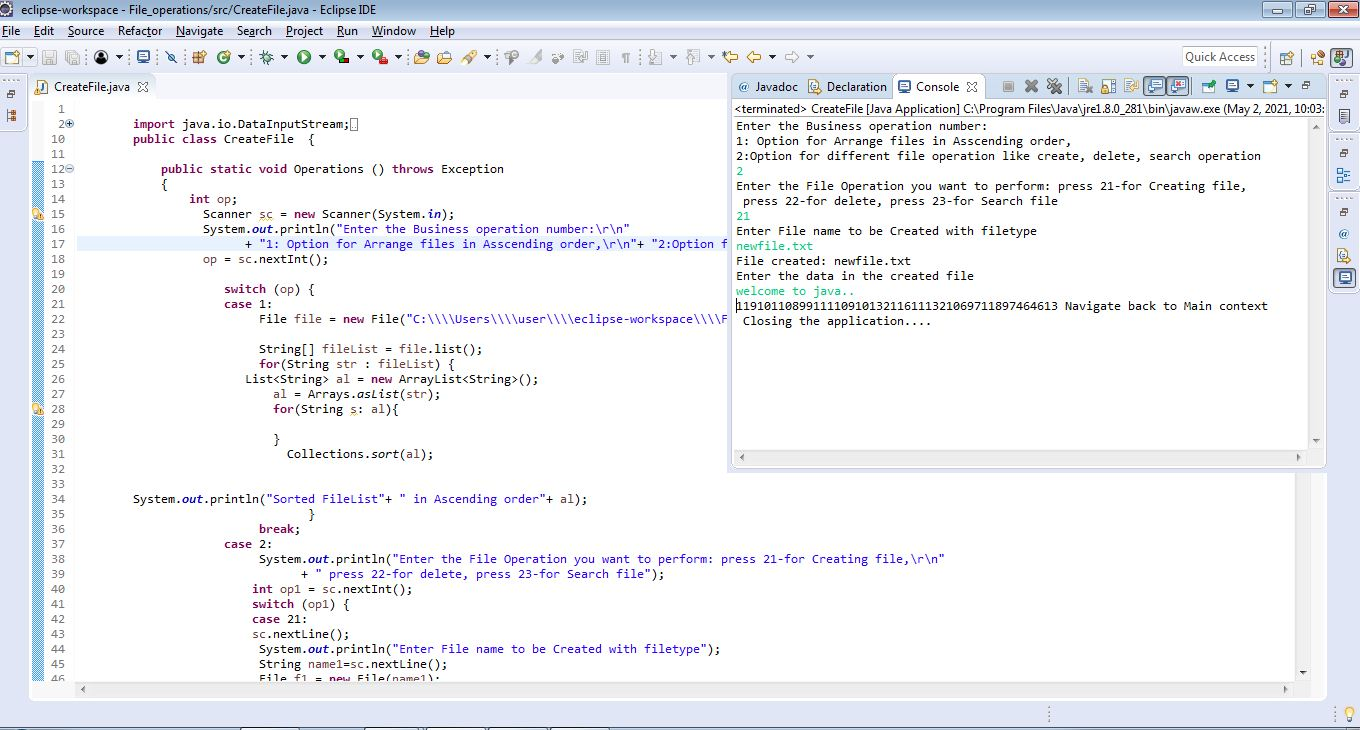 eclipse-workspace - File_operations/src/CreateFile.java - Eclipse IDE
File Edit Source Refactor Navigate Search Project Run Window Help
Quick Access
CreateFile.java
1
2 import java.io.DataInputStream;
10 public class CreateFile {
11
12 public static void Operations () throws Exception
13 {
14 int op;
15 Scanner sc = new Scanner(System.in);
16 System.out.println("Enter the Business operation number:\r\n"
17 + "1: Option for Arrange files in Asscending order,\r\n"+ "2:Option f
18 op = sc.nextInt();
19
20 switch (op) {
21 case 1:
22 File file = new File("C:\\\\Users\\\\user\\\\eclipse-workspace\\\\F
23
24 String[] fileList = file.list();
25 for(String str : fileList) {
26 List<String> al = new ArrayList<String>();
27 al = Arrays.asList(str);
28 for(String s: al){
29
30 }
31 Collections.sort(al);
32
33
34 System.out.println("Sorted FileList"+ " in Ascending order"+ al);
35 }
36 break;
37 case 2:
38 System.out.println("Enter the File Operation you want to perform: press 21-for Creating file,\r\n"
39 + " press 22-for delete, press 23-for Search file");
40 int op1 = sc.nextInt();
41 switch (op1) {
42 case 21:
43 sc.nextLine();
44 System.out.println("Enter File name to be Created with filetype");
45 String name1=sc.nextLine();
46 File f1 = new File(name1);
Javadoc Declaration Console
<terminated> CreateFile [Java Application] C:\Program Files\Java\jre1.8.0_281\bin\javaw.exe (May 2, 2021, 10:03:
Enter the Business operation number:
1: Option for Arrange files in Asscending order,
2:Option for different file operation like create, delete, search operation
2
Enter the File Operation you want to perform: press 21-for Creating file,
press 22-for delete, press 23-for Search file
21
Enter File name to be Created with filetype
newfile.txt
File created: newfile.txt
Enter the data in the created file
welcome to java..
Navigate back to Main context
Closing the application....